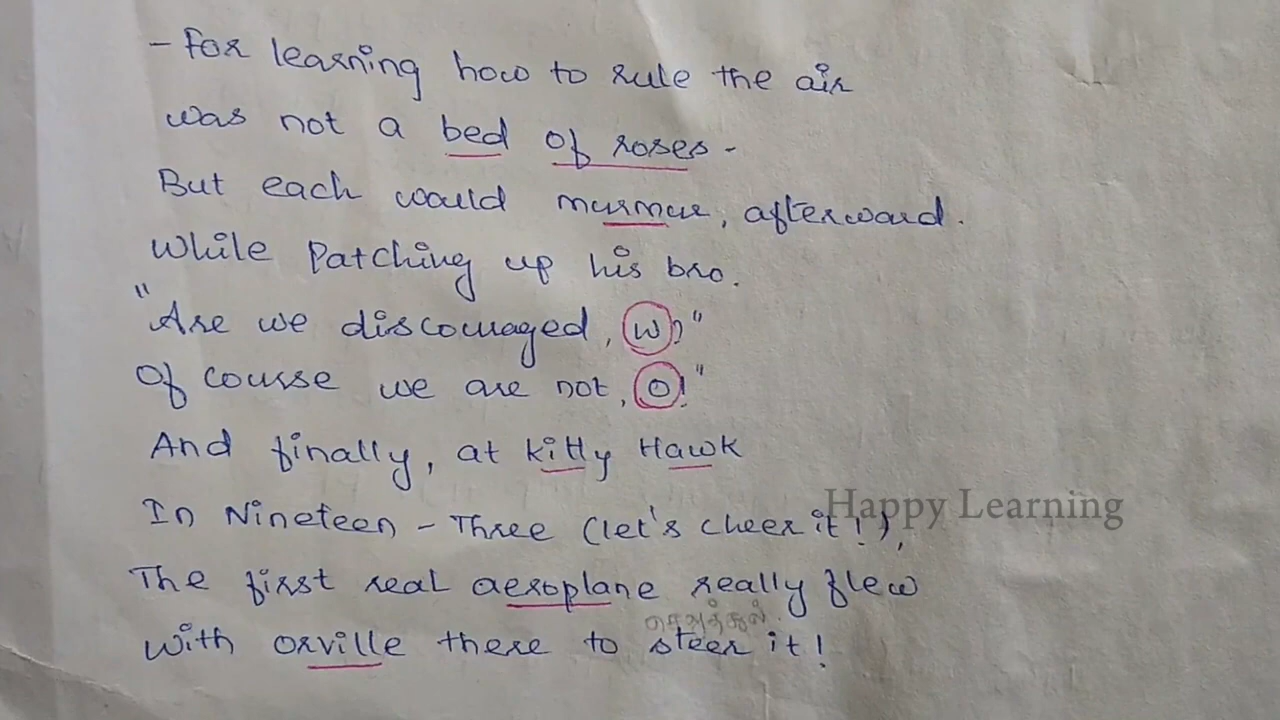 - For learning how to rule the air
was not a bed of roses -
But each would murmur, afterward.
While Patching up his bro.
"Are we discouraged, w?"
Of course we are not, o!"
And finally, at Kitty Hawk
In Nineteen - Three (let's cheer it!),
Happy Learning
The first real aeroplane really flew
செலுத்துதல்
With orville there to steer it!